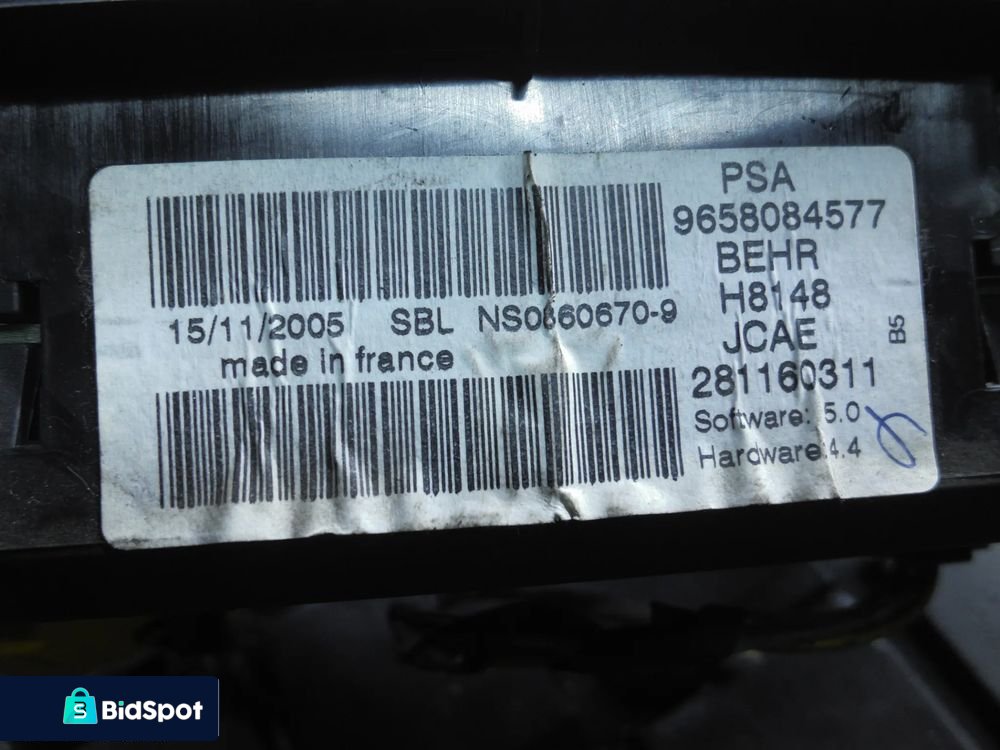 PSA
9658084577
BEHR
H8148
JCAE
281160311
Software: 5.0
Hardware:4.4
B5
15/11/2005 SBL
made in france
BidSpot